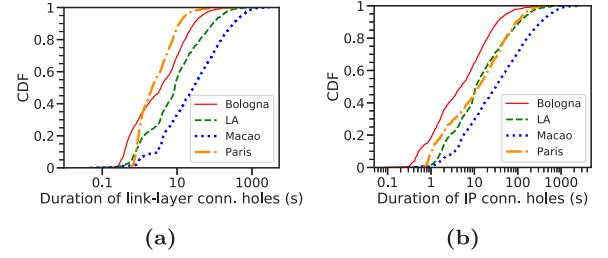 1
0.8
0.6
0.4
0.2
0
CDF
Bologna
LA
Macao
Paris
0.1 10 1000
Duration of link-layer conn. holes (s)
(a)
1
0.8
0.6
0.4
0.2
0
CDF
Bologna
LA
Macao
Paris
0.1 1 10 100 1000
Duration of IP conn. holes (s)
(b)